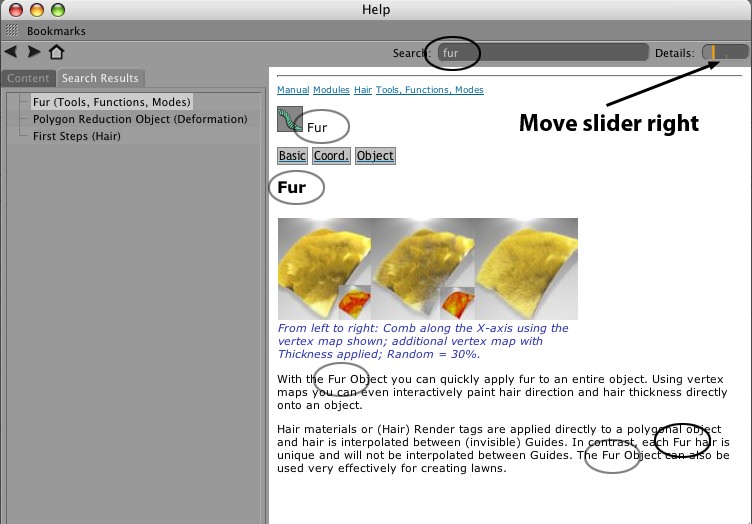 Help
Bookmarks
Search: fur Details:
Content Search Results
Move slider right
Fur (Tools, Functions, Modes)
Polygon Reduction Object (Deformation)
First Steps (Hair)
Manual Modules Hair Tools, Functions, Modes
Fur
Basic Coord. Object
Fur
From left to right: Comb along the X-axis using the
vertex map shown; additional vertex map with
Thickness applied; Random = 30%.
With the Fur Object you can quickly apply fur to an entire object. Using vertex
maps you can even interactively paint hair direction and hair thickness directly
onto an object.
Hair materials or (Hair) Render tags are applied directly to a polygonal object
and hair is interpolated between (invisible) Guides. In contrast, each Fur hair is
unique and will not be interpolated between Guides. The Fur Object can also be
used very effectively for creating lawns.